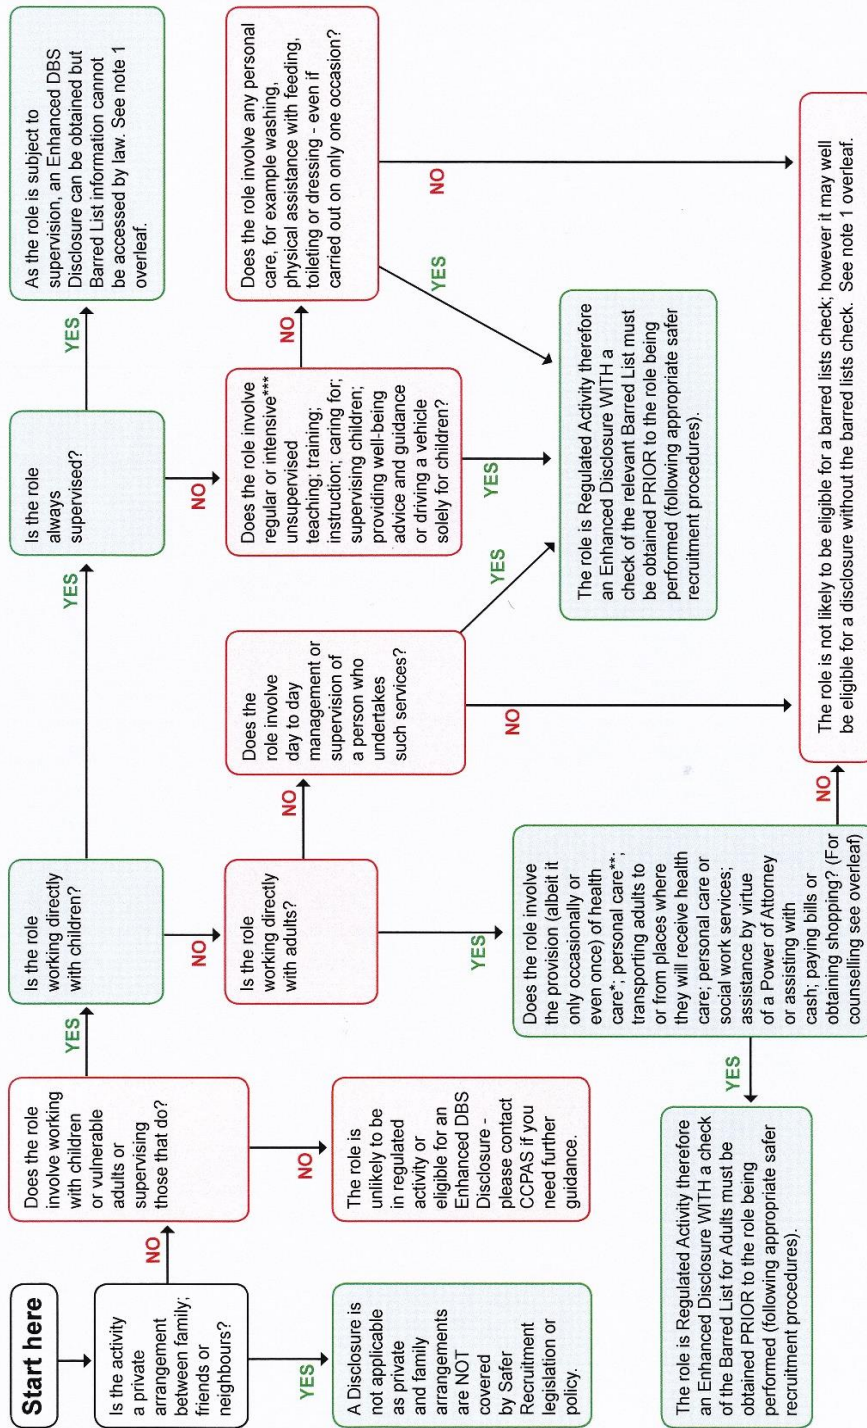 Start here
Is the activity
a private
arrangement
between family;
friends or
neighbours?
NO
YES
A Disclosure is
not applicable
as private
and family
arrangements
are NOT
covered
by Safer
Recruitment
legislation or
policy.
Does the role
involve working
with children
or vulnerable
adults or
supervising
those that do?
YES
NO
The role is
unlikely to be
in regulated
activity or
eligible for an
Enhanced DBS
Disclosure -
please contact
CCPAS if you
need further
guidance.
Is the role
working directly
with children?
YES
NO
Is the role
working directly
with adults?
NO
YES
Does the role involve
the provision (albeit it
only occasionally or
even once) of health
care*; personal care**;
transporting adults to
or from places where
they will receive health
care; personal care or
social work services;
assistance by virtue
of a Power of Attorney
or assisting with
cash; paying bills or
obtaining shopping? (For
counselling see overleaf)
YES
NO
The role is Regulated Activity therefore
an Enhanced Disclosure WITH a check
of the Barred List for Adults must be
obtained PRIOR to the role being
performed (following appropriate safer
recruitment procedures).
Does the
role involve
day to day
management or
supervision of
a person who
undertakes
such services?
YES
NO
Is the role
always
supervised?
YES
NO
As the role is subject to
supervision, an Enhanced DBS
Disclosure can be obtained but
Barred List information cannot
be accessed by law. See note 1
overleaf.
Does the role involve
regular or intensive***
unsupervised
teaching; training;
instruction; caring for;
supervising children;
providing well-being
advice and guidance
or driving a vehicle
solely for children?
NO
YES
Does the role involve any personal
care, for example washing,
physical assistance with feeding,
toileting or dressing - even if
carried out on only one occasion?
YES
NO
The role is Regulated Activity therefore
an Enhanced Disclosure WITH a
check of the relevant Barred List must
be obtained PRIOR to the role being
performed (following appropriate safer
recruitment procedures).
The role is not likely to be eligible for a barred lists check; however it may well
be eligible for a disclosure without the barred lists check. See note 1 overleaf.